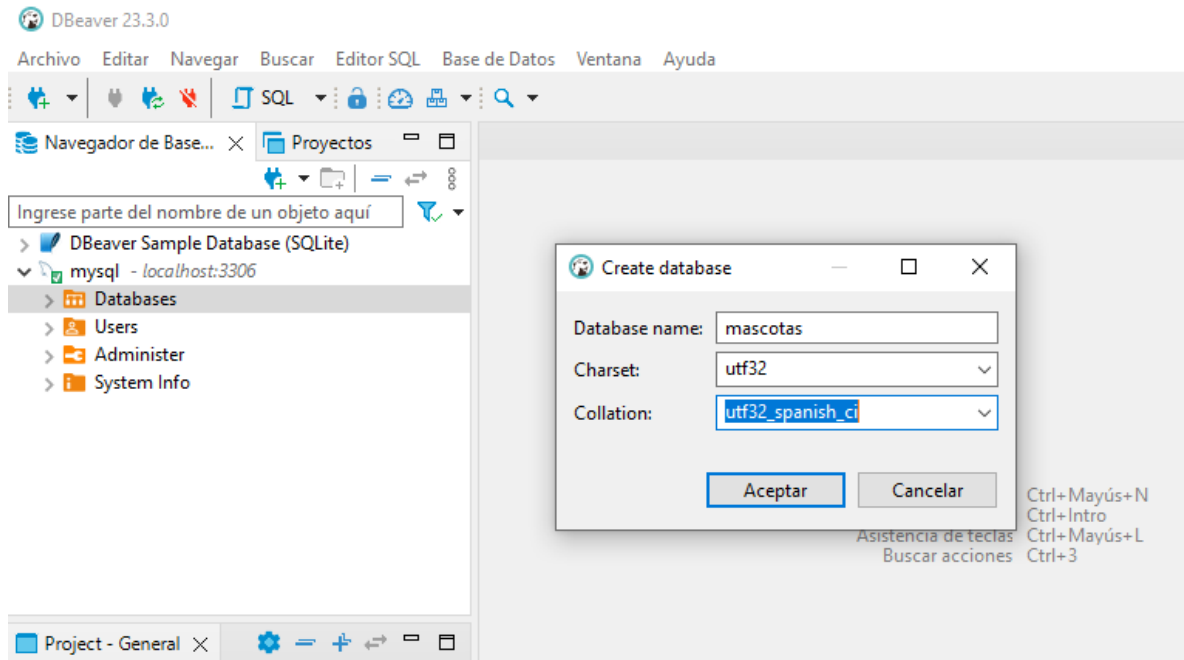 DBeaver 23.3.0
Archivo Editar Navegar Buscar Editor SQL Base de Datos Ventana Ayuda
SQL
Navegador de Base... Proyectos
Ingrese parte del nombre de un objeto aquí
DBeaver Sample Database (SQLite)
mysql - localhost:3306
Databases
Users
Administer
System Info
Create database
Database name: mascotas
Charset: utf32
Collation: utf32_spanish_ci
Aceptar Cancelar
Ctrl+Mayús+N
Ctrl+Intro
Asistencia de teclas Ctrl+Mayús+L
Buscar acciones Ctrl+3
Project - General